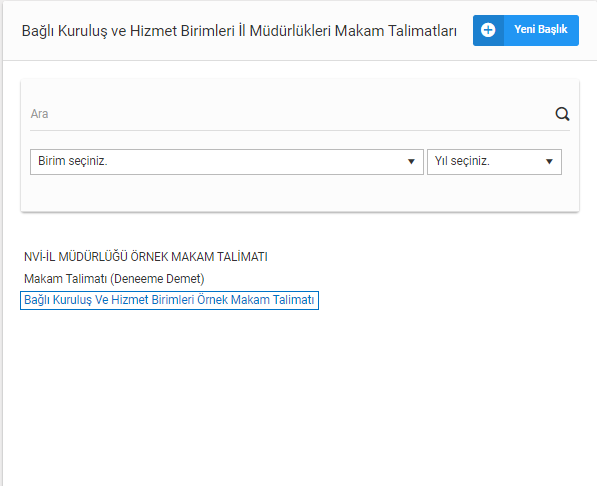 Bağlı Kuruluş ve Hizmet Birimleri İl Müdürlükleri Makam Talimatları
Yeni Başlık
Ara
Birim seçiniz.
Yıl seçiniz.
NVİ-İL MÜDÜRLÜĞÜ ÖRNEK MAKAM TALİMATI
Makam Talimatı (Deneeme Demet)
Bağlı Kuruluş Ve Hizmet Birimleri Örnek Makam Talimatı